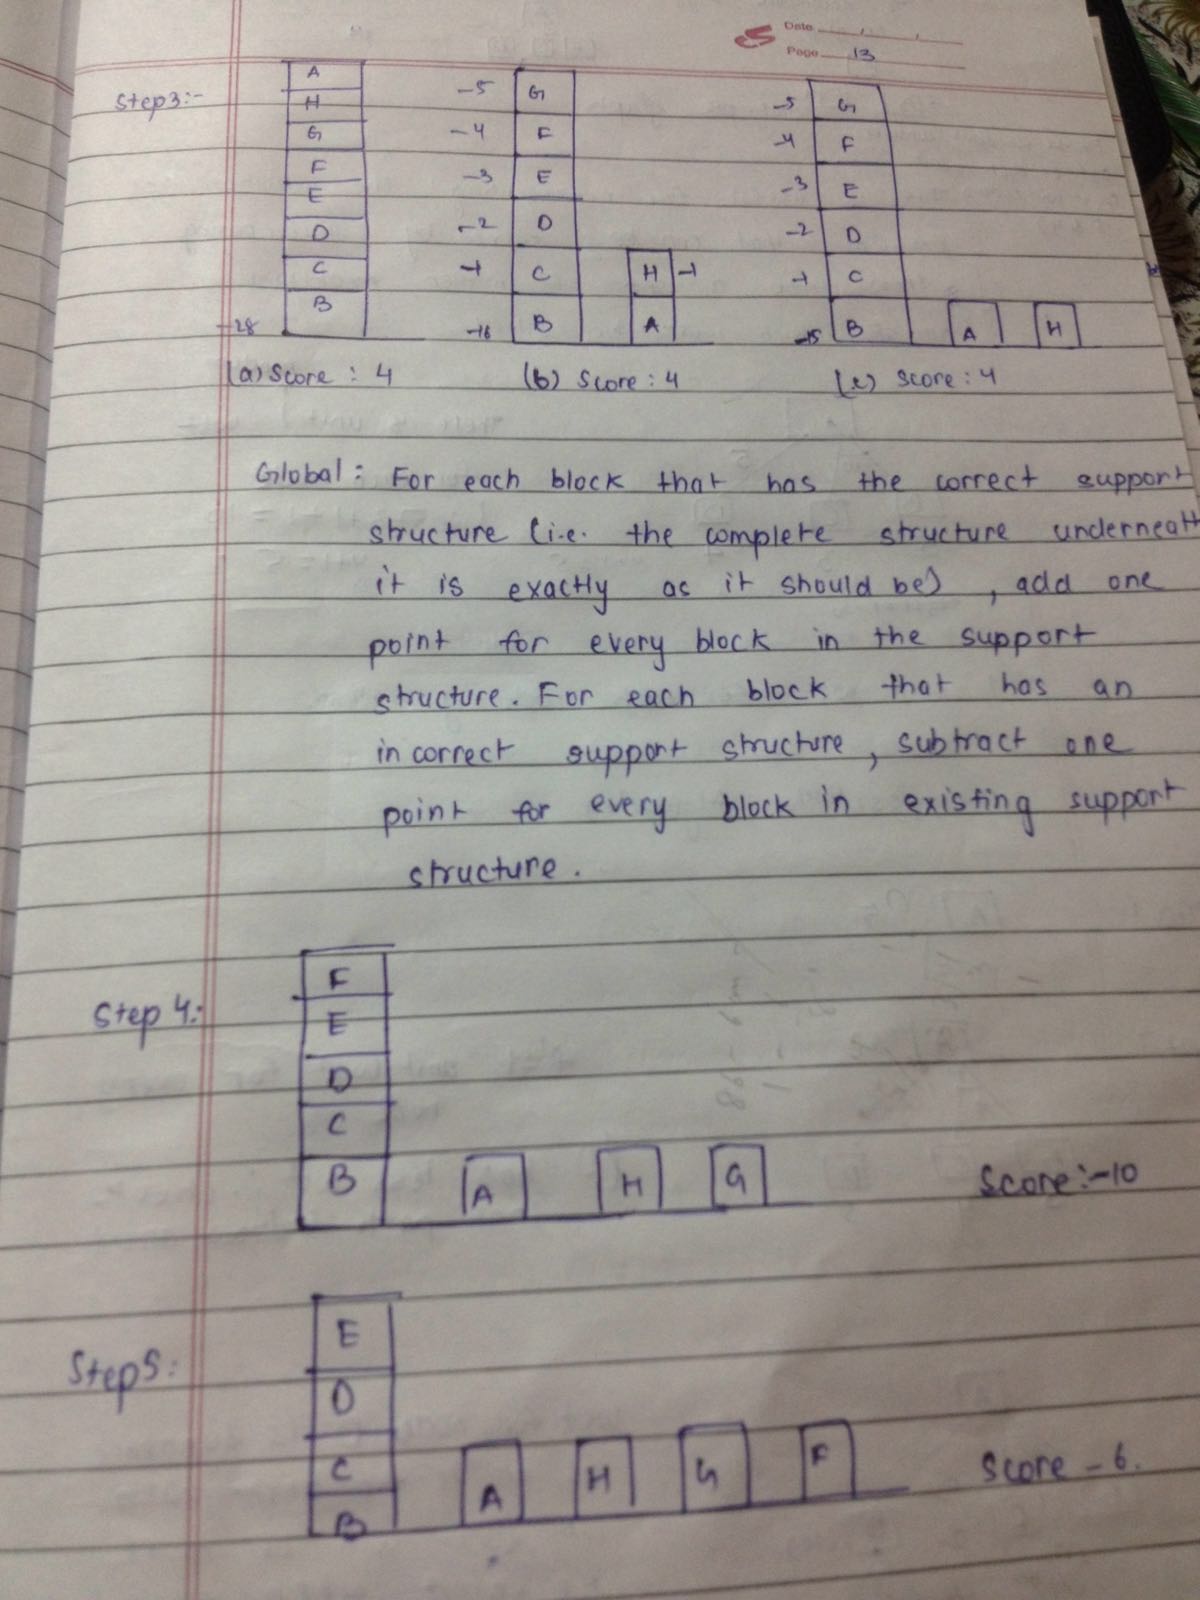 Date
Page 13
Step3:-
A
H
G
F
E
D
C
B
-28
-5 G
-4 F
-3 E
-2 D
-1 C
-16 B
H -1
A
-5 G
-4 F
-3 E
-2 D
-1 C
-15 B
A H
(a) Score : 4
(b) Score : 4
(c) Score : 4
Global: For each block that has the correct support
structure (i.e. the complete structure underneath
it is exactly as it should be), add one
point for every block in the support
structure. For each block that has an
incorrect support structure, subtract one
point for every block in existing support
structure.
Step 4:-
F
E
D
C
B A H G Score:-10
Step5:
E
D
C
B A H G F Score -6.